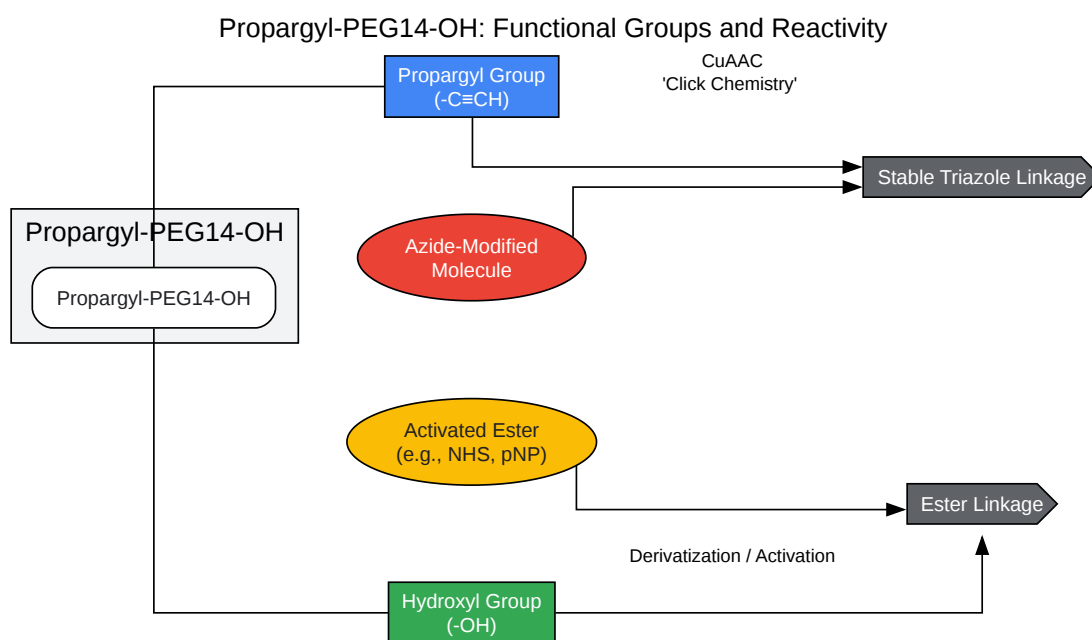 Propargyl-PEG14-OH: Functional Groups and Reactivity
CuAAC
'Click Chemistry'
Propargyl Group
(-C≡CH)
Stable Triazole Linkage
Propargyl-PEG14-OH
Azide-Modified
Molecule
Propargyl-PEG14-OH
Activated Ester
(e.g., NHS, pNP)
Ester Linkage
Derivatization / Activation
Hydroxyl Group
(-OH)